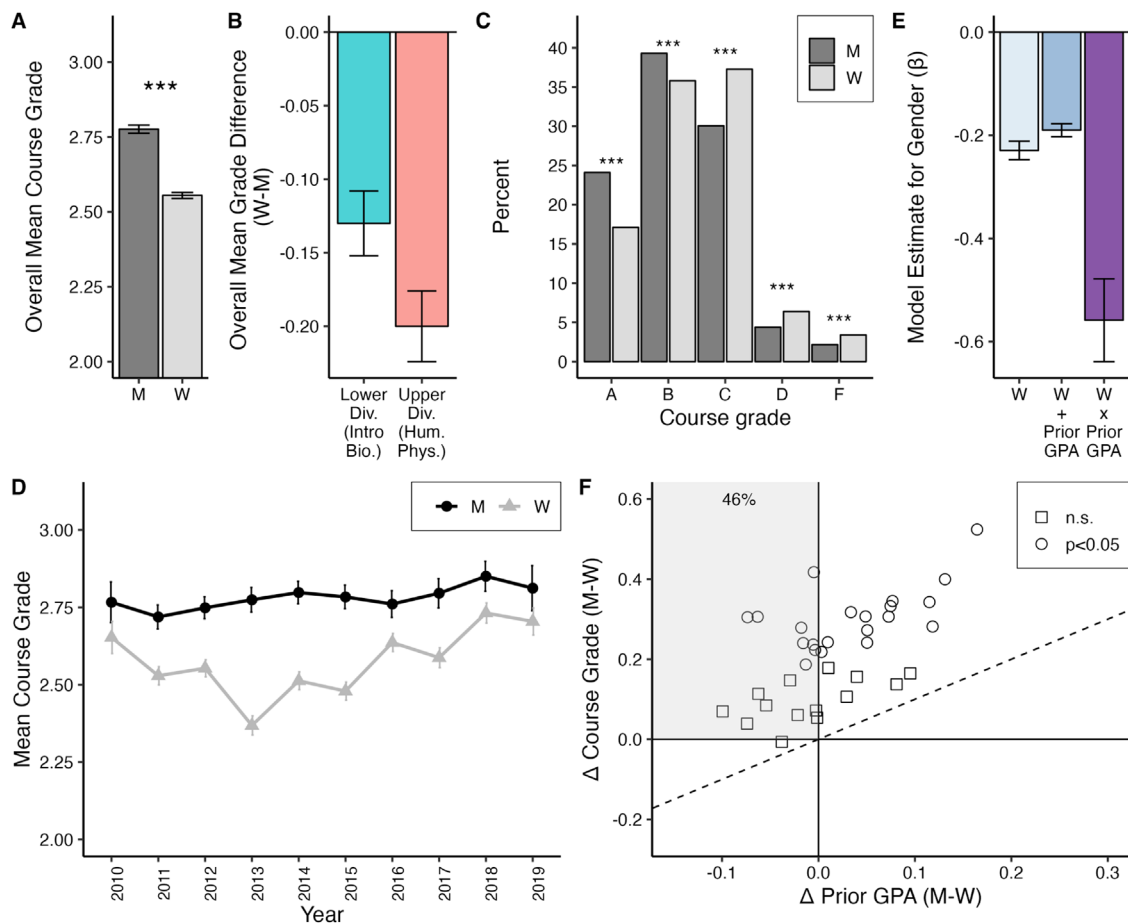 A
Overall Mean Course Grade
3.00
2.75
2.50
2.25
2.00
***
M
W
B
Overall Mean Grade Difference
(W-M)
0.00
-0.05
-0.10
-0.15
-0.20
Lower
Div.
(Intro
Bio.)
Upper
Div.
(Hum.
Phys.)
C
Percent
40
35
30
25
20
15
10
5
0
***
***
***
***
***
M
W
A
B
C
D
F
Course grade
E
Model Estimate for Gender (β)
0.0
-0.2
-0.4
-0.6
W
W
+
Prior
GPA
W
x
Prior
GPA
D
Mean Course Grade
3.00
2.75
2.50
2.25
2.00
M
W
2010
2011
2012
2013
2014
2015
2016
2017
2018
2019
Year
F
Δ Course Grade (M-W)
0.6
0.4
0.2
0.0
-0.2
46%
n.s.
p<0.05
-0.1
0.0
0.1
0.2
0.3
Δ Prior GPA (M-W)